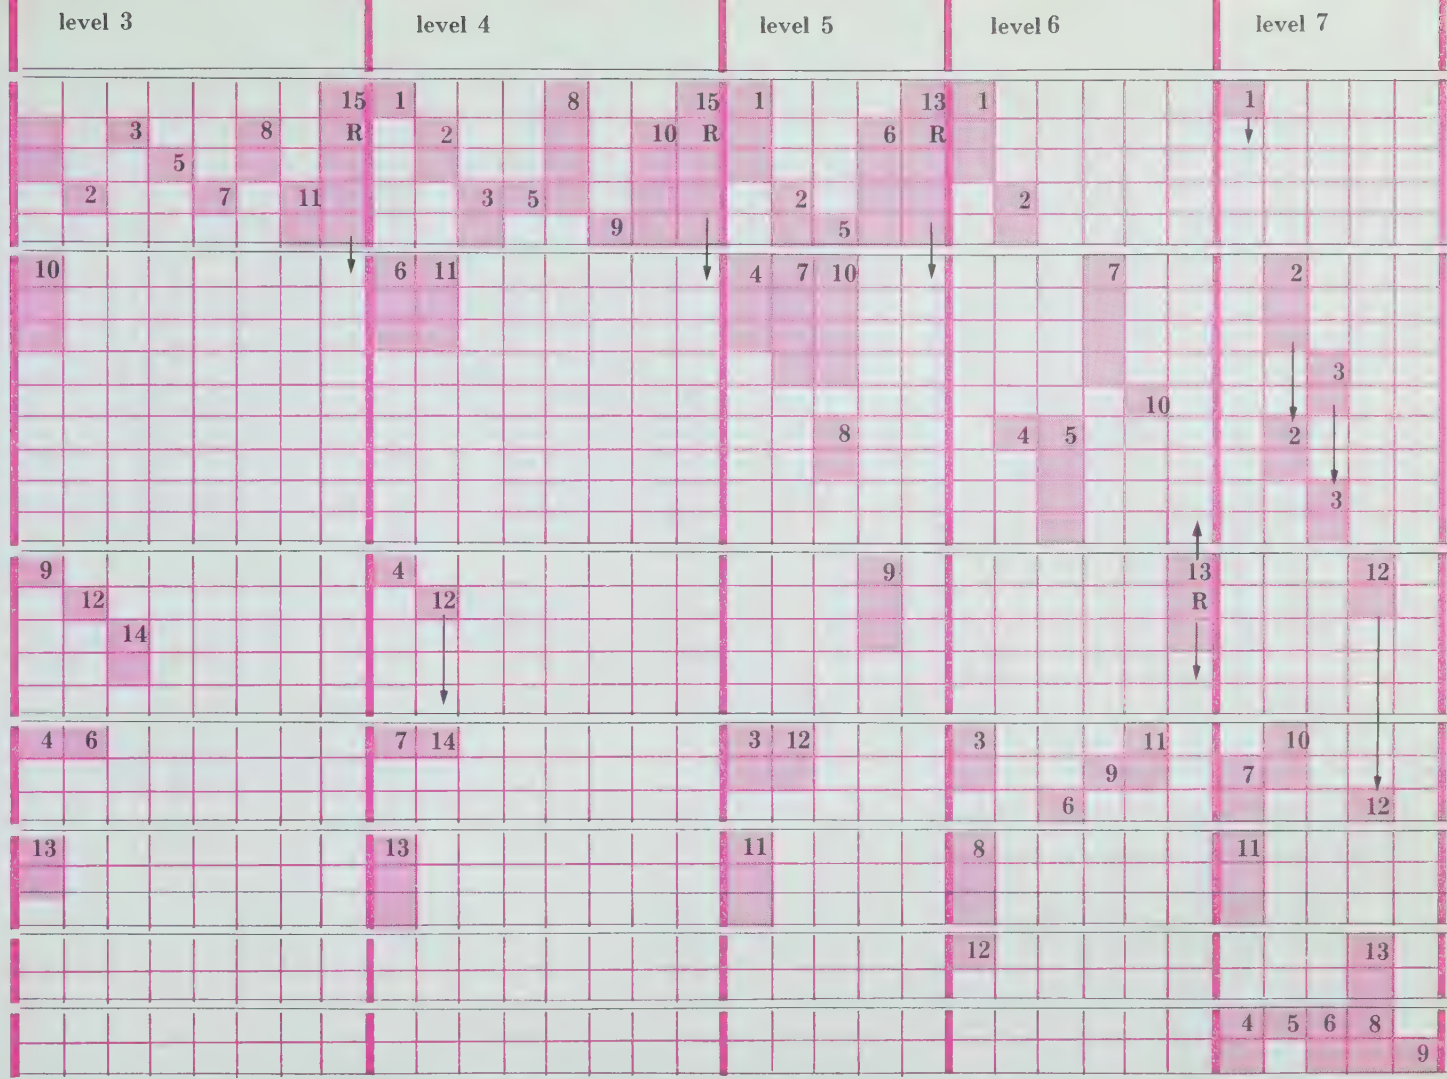 level 3 level 4 level 5 level 6 level 7
15 1 8 15 1 13 1 1
3 8 R 2 10 R 6 R
5
2 7 11 3 5 2 2
9 5
10 6 11 4 7 10 7 2
3
10
8 4 5 2
3
9 4 9 13 12
12 12 R
14
4 6 7 14 3 12 3 11 10
9 7
6 12
13 13 11 8 11
12 13
4 5 6 8
9